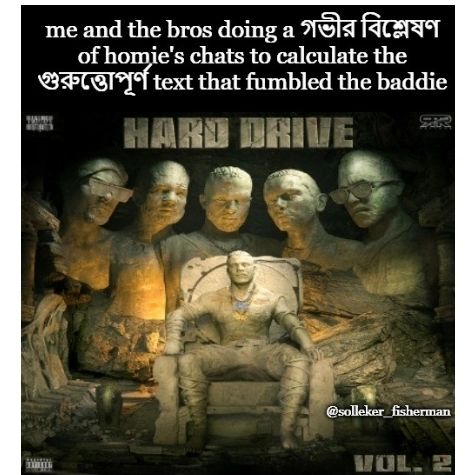 me and the bros doing a গভীর বিশ্লেষণ
of homie's chats to calculate the
গুরুত্তোপূর্ণ text that fumbled the baddie
HARD DRIVE
@solleker_fisherman
VOL. 2